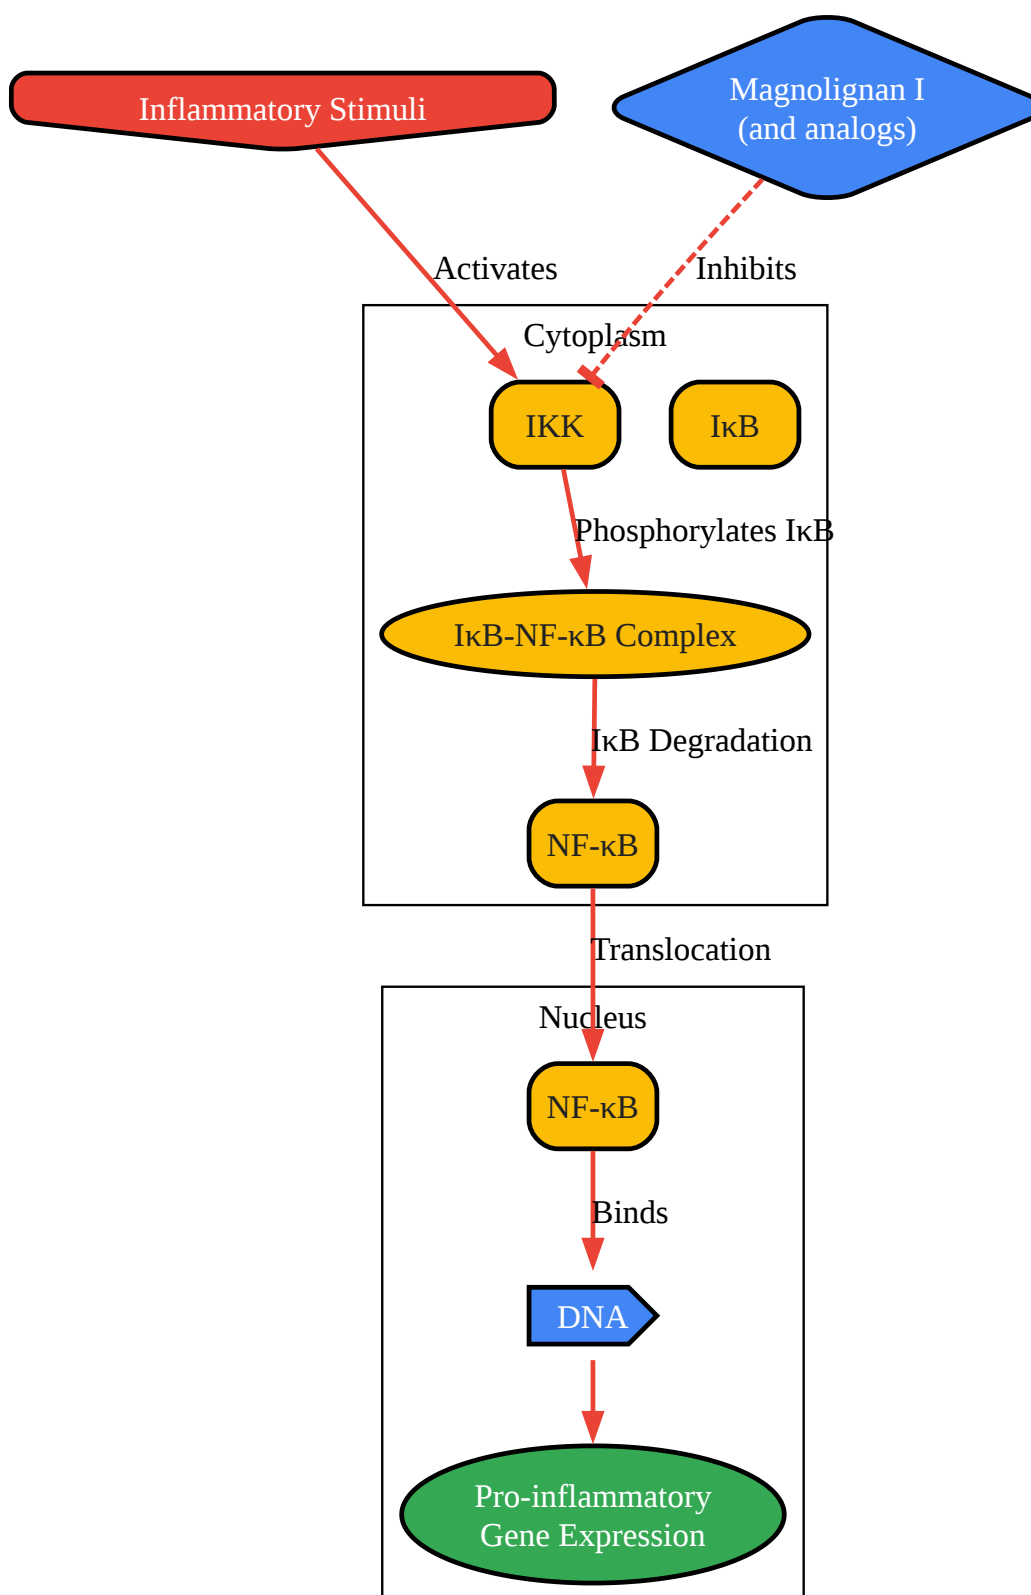 Inflammatory Stimuli
Magnolignan I
(and analogs)
Activates
Inhibits
Cytoplasm
IKK
IκB
Phosphorylates IκB
IκB-NF-κB Complex
IκB Degradation
NF-κB
Translocation
Nucleus
NF-κB
Binds
DNA
Pro-inflammatory
Gene Expression